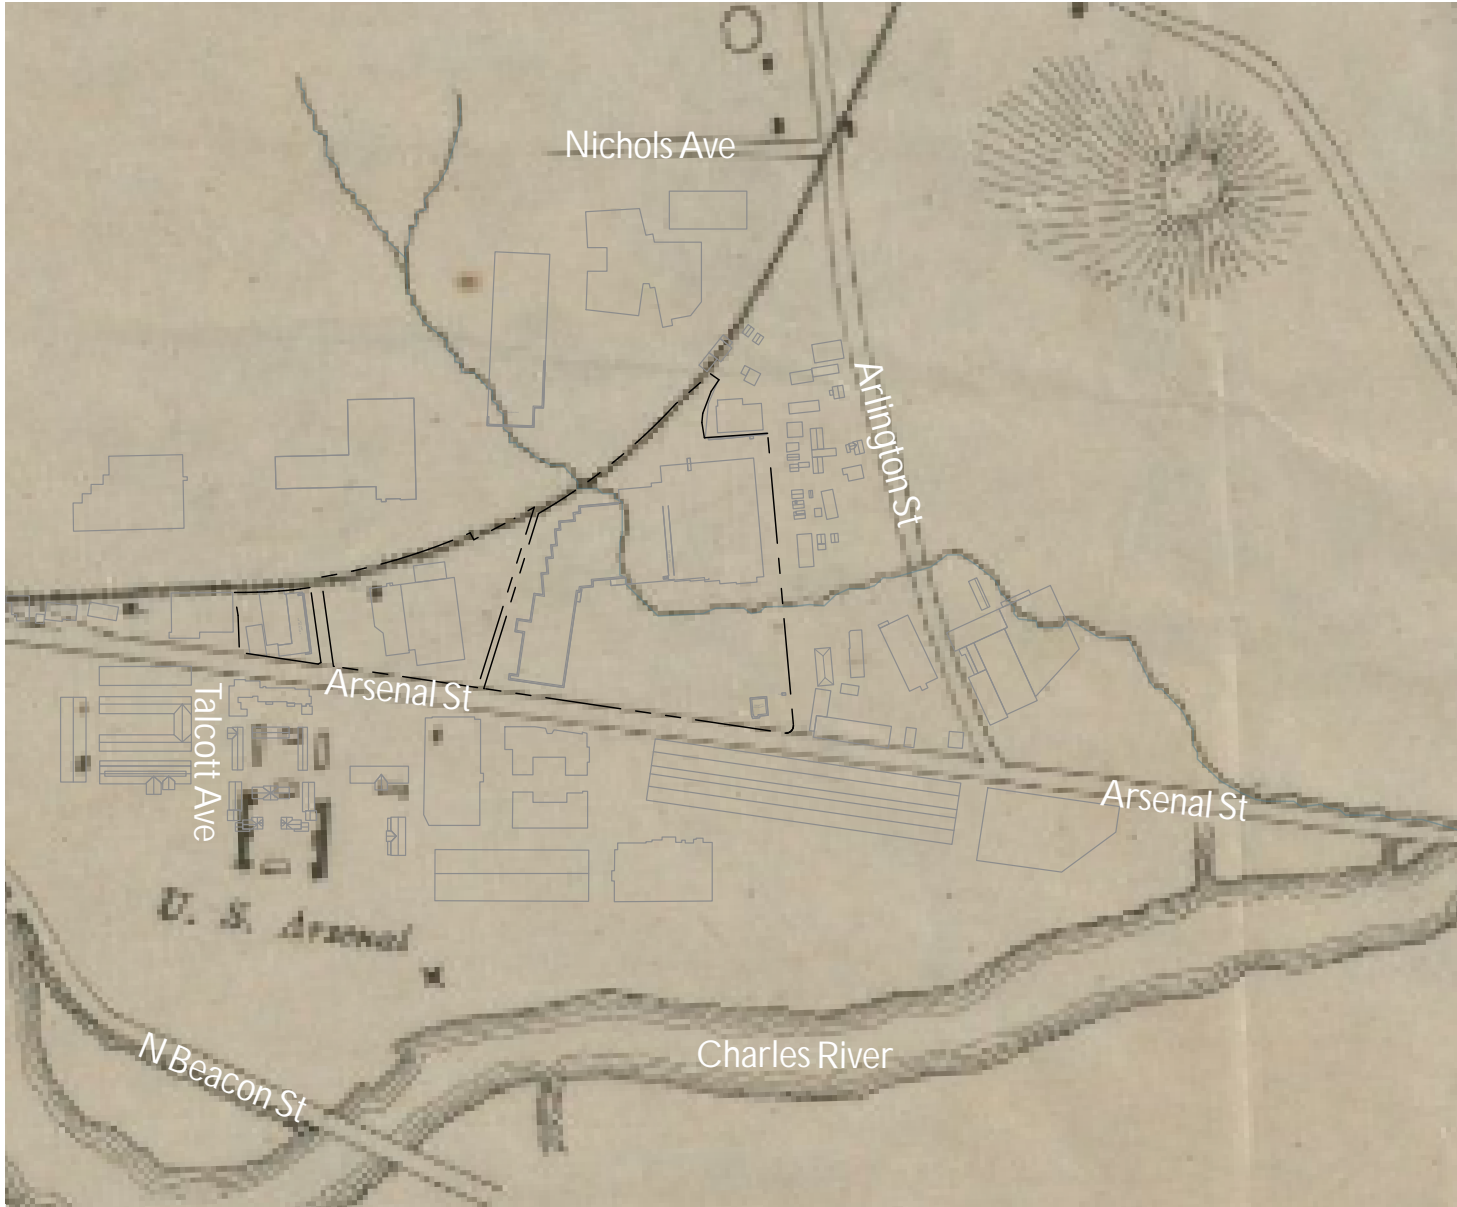 Nichols Ave
Arlington St
Arsenal St
Talcott Ave
Arsenal St
U. S. Arsenal
N Beacon St
Charles River